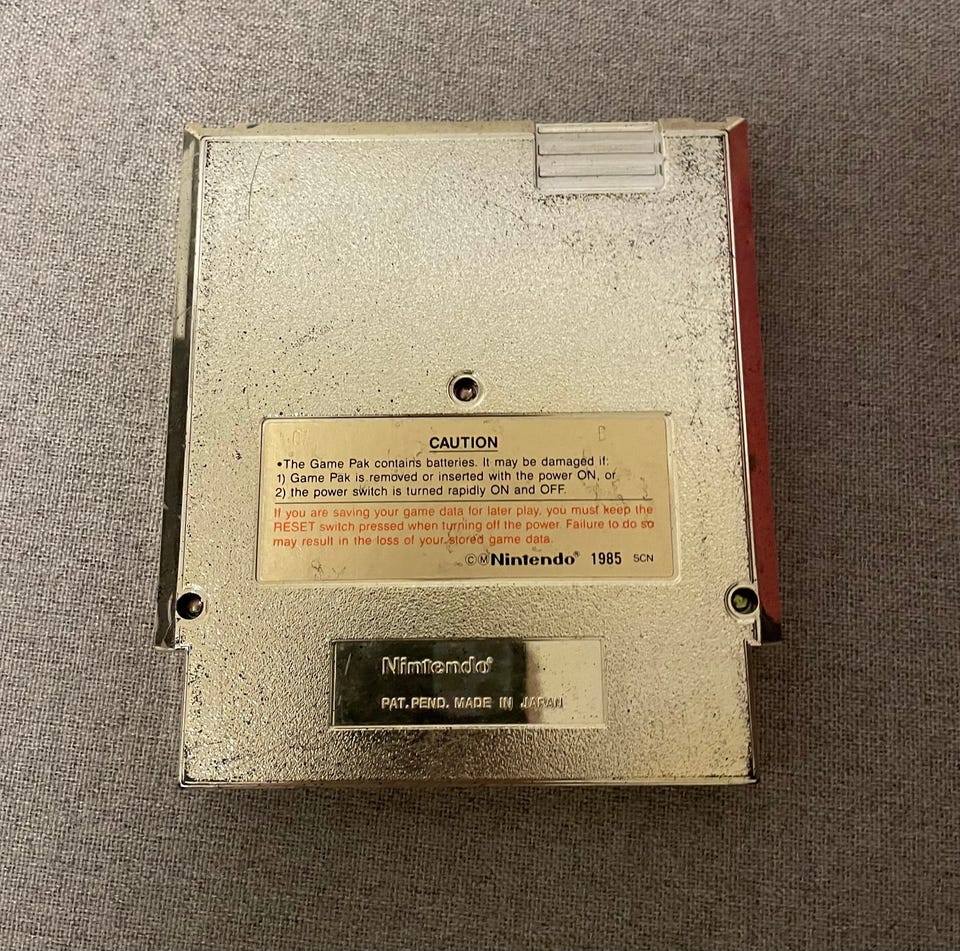 CAUTION
•The Game Pak contains batteries. It may be damaged if:
1) Game Pak is removed or inserted with the power ON, or
2) the power switch is turned rapidly ON and OFF.
If you are saving your game data for later play, you must keep the
RESET switch pressed when turning off the power. Failure to do so
may result in the loss of your stored game data.
©ⓂNintendo® 1985 SCN
Nintendo®
PAT. PEND. MADE IN JAPAN